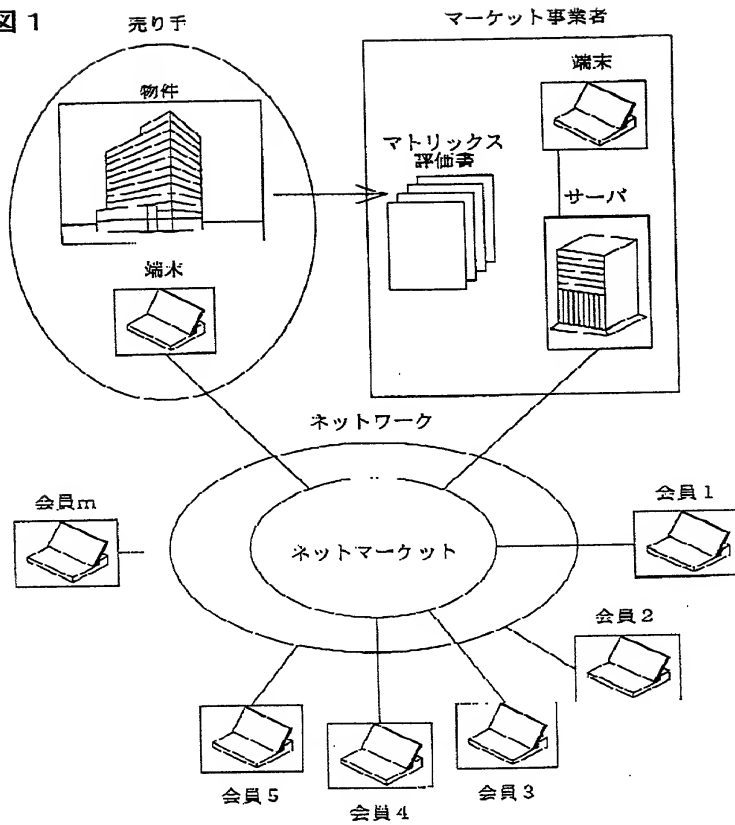 図1
売り手
マーケット事業者
物件
端末
マトリックス
評価書
サーバ
端末
ネットワーク
会員m
会員1
ネットマーケット
会員2
会員5
会員4
会員3